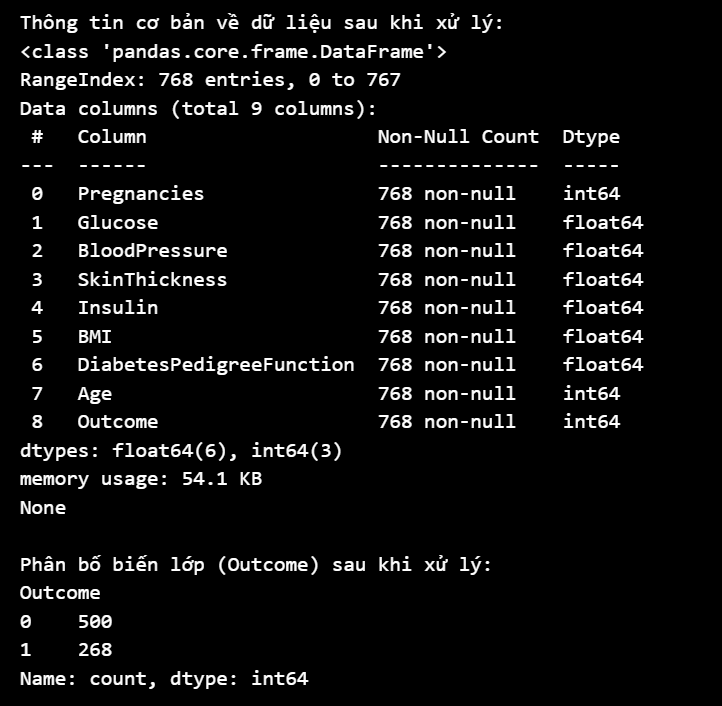 Thông tin cơ bản về dữ liệu sau khi xử lý:
<class 'pandas.core.frame.DataFrame'>
RangeIndex: 768 entries, 0 to 767
Data columns (total 9 columns):
 #   Column                    Non-Null Count  Dtype
---  ------                    --------------  -----
 0   Pregnancies               768 non-null    int64
 1   Glucose                   768 non-null    float64
 2   BloodPressure             768 non-null    float64
 3   SkinThickness             768 non-null    float64
 4   Insulin                   768 non-null    float64
 5   BMI                       768 non-null    float64
 6   DiabetesPedigreeFunction  768 non-null    float64
 7   Age                       768 non-null    int64
 8   Outcome                   768 non-null    int64
dtypes: float64(6), int64(3)
memory usage: 54.1 KB
None

Phân bố biến lớp (Outcome) sau khi xử lý:
Outcome
0    500
1    268
Name: count, dtype: int64